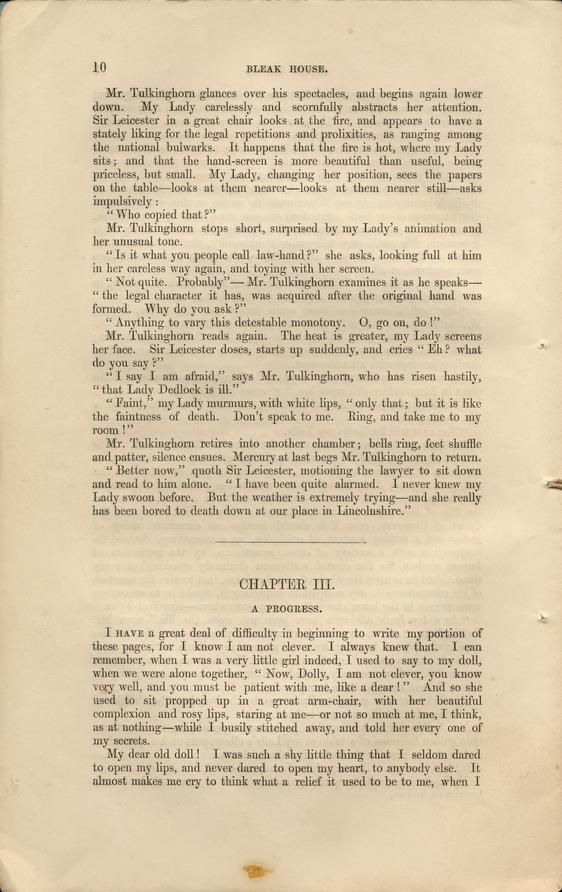 10 BLEAK HOUSE.
Mr. Tulkinghorn glances over his spectacles, and begins again lower
down. My Lady carelessly and scornfully abstracts her attention.
Sir Leicester in a great chair looks at the fire, and appears to have a
stately liking for the legal repetitions and prolixities, as ranging among
the national bulwarks. It happens that the fire is hot, where my Lady
sits; and that the hand-screen is more beautiful than useful, being
priceless, but small. My Lady, changing her position, sees the papers
on the table—looks at them nearer—looks at them nearer still—asks
impulsively:
"Who copied that?"
Mr. Tulkinghorn stops short, surprised by my Lady's animation and
her unusual tone.
"Is it what you people call law-hand?" she asks, looking full at him
in her careless way again, and toying with her screen.
"Not quite. Probably"—Mr. Tulkinghorn examines it as he speaks—
"the legal character it has, was acquired after the original hand was
formed. Why do you ask?"
"Anything to vary this detestable monotony. O, go on, do!"
Mr. Tulkinghorn reads again. The heat is greater, my Lady screens
her face. Sir Leicester doses, starts up suddenly, and cries "Eh? what
do you say?"
"I say I am afraid," says Mr. Tulkinghorn, who has risen hastily,
"that Lady Dedlock is ill."
"Faint," my Lady murmurs, with white lips, "only that; but it is like
the faintness of death. Don't speak to me. Ring, and take me to my
room!"
Mr. Tulkinghorn retires into another chamber; bells ring, feet shuffle
and patter, silence ensues. Mercury at last begs Mr. Tulkinghorn to return.
"Better now," quoth Sir Leicester, motioning the lawyer to sit down
and read to him alone. "I have been quite alarmed. I never knew my
Lady swoon before. But the weather is extremely trying—and she really
has been bored to death down at our place in Lincolnshire."
CHAPTER III.
A PROGRESS.
I HAVE a great deal of difficulty in beginning to write my portion of
these pages, for I know I am not clever. I always knew that. I can
remember, when I was a very little girl indeed, I used to say to my doll,
when we were alone together, "Now, Dolly, I am not clever, you know
very well, and you must be patient with me, like a dear!" And so she
used to sit propped up in a great arm-chair, with her beautiful
complexion and rosy lips, staring at me—or not so much at me, I think,
as at nothing—while I busily stitched away, and told her every one of
my secrets.
My dear old doll! I was such a shy little thing that I seldom dared
to open my lips, and never dared to open my heart, to anybody else. It
almost makes me cry to think what a relief it used to be to me, when I